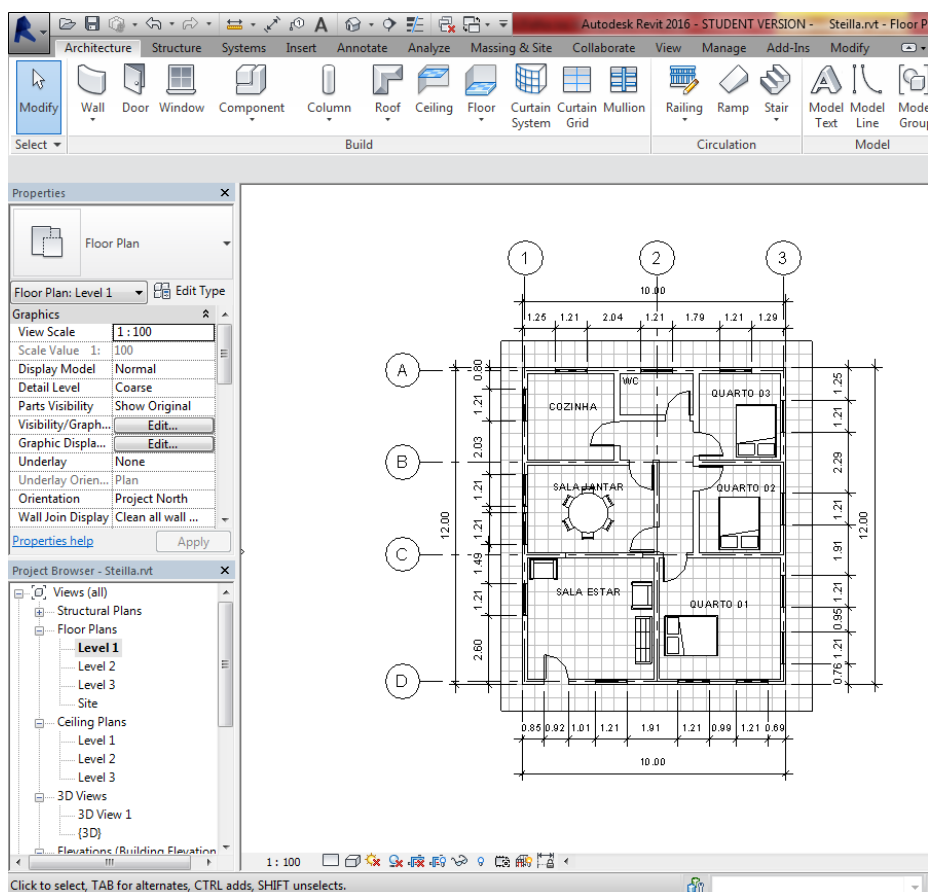 Autodesk Revit 2016 - STUDENT VERSION - Steilla.rvt - Floor P
Architecture Structure Systems Insert Annotate Analyze Massing & Site Collaborate View Manage Add-Ins Modify
Modify Wall Door Window Component Column Roof Ceiling Floor Curtain System Curtain Grid Mullion Railing Ramp Stair Model Text Model Line Mode Group
Select Build Circulation Model
Properties
Floor Plan
Floor Plan: Level 1 Edit Type
Graphics
View Scale 1 : 100
Scale Value 1: 100
Display Model Normal
Detail Level Coarse
Parts Visibility Show Original
Visibility/Graph... Edit...
Graphic Displa... Edit...
Underlay None
Underlay Orien... Plan
Orientation Project North
Wall Join Display Clean all wall ...
Properties help Apply
Project Browser - Steilla.rvt
Views (all)
Structural Plans
Floor Plans
Level 1
Level 2
Level 3
Site
Ceiling Plans
Level 1
Level 2
Level 3
3D Views
3D View 1
{3D}
Elevations (Building Elevation
1 2 3
10.00
1.25 1.21 2.04 1.21 1.79 1.21 1.29
A
B
C
D
12.00
0.80
1.21
2.03
1.21
1.21
1.49
1.21
2.60
WC
COZINHA
QUARTO 03
SALA JANTAR
QUARTO 02
SALA ESTAR
QUARTO 01
1.25
1.21
2.29
1.21
1.91
1.21
0.95
1.21
0.76
12.00
0.85 0.92 1.01 1.21 1.91 1.21 0.99 1.21 0.69
10.00
1 : 100
Click to select, TAB for alternates, CTRL adds, SHIFT unselects.